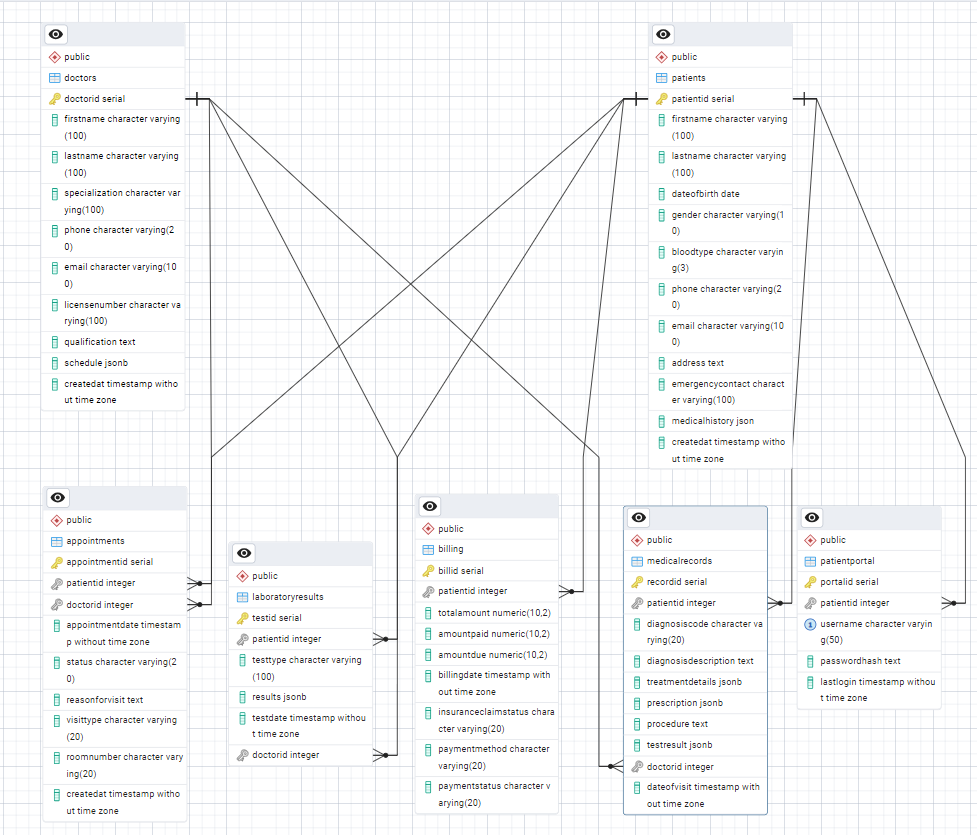 public
doctors
doctorid serial
firstname character varying
(100)
lastname character varying
(100)
specialization character var
ying(100)
phone character varying(2
0)
email character varying(10
0)
licensenumber character va
rying(100)
qualification text
schedule jsonb
createdat timestamp witho
ut time zone
public
patients
patientid serial
firstname character varying
(100)
lastname character varying
(100)
dateofbirth date
gender character varying(1
0)
bloodtype character varyin
g(3)
phone character varying(2
0)
email character varying(10
0)
address text
emergencycontact charact
er varying(100)
medicalhistory json
createdat timestamp witho
ut time zone
public
appointments
appointmentid serial
patientid integer
doctorid integer
appointmentdate timestam
p without time zone
status character varying(2
0)
reasonforvisit text
visittype character varying
(20)
roomnumber character vary
ing(20)
createdat timestamp witho
ut time zone
public
laboratoryresults
testid serial
patientid integer
testtype character varying
(100)
results jsonb
testdate timestamp withou
t time zone
doctorid integer
public
billing
billid serial
patientid integer
totalamount numeric(10,2)
amountpaid numeric(10,2)
amountdue numeric(10,2)
billingdate timestamp with
out time zone
insuranceclaimstatus chara
cter varying(20)
paymentmethod character
varying(20)
paymentstatus character v
arying(20)
public
medicalrecords
recordid serial
patientid integer
diagnosiscode character va
rying(20)
diagnosisdescription text
treatmentdetails jsonb
prescription jsonb
procedure text
testresult jsonb
doctorid integer
dateofvisit timestamp with
out time zone
public
patientportal
portalid serial
patientid integer
1 username character varyin
g(50)
passwordhash text
lastlogin timestamp withou
t time zone